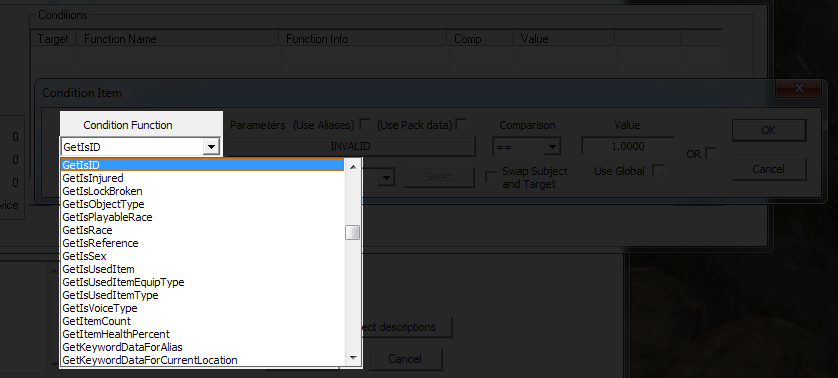 Conditions
Target Function Name Function Info Comp Value
Condition Item
Condition Function Parameters (Use Aliases) (Use Pack data) Comparison Value
0
GetIsID INVALID == 1.0000 OK
OR
GetIsID
0
GetIsInjured Select Swap Subject Use Global Cancel
and Target
0
GetIsLockBroken
GetIsObjectType
vice
GetIsPlayableRace
GetIsRace
GetIsReference
GetIsSex
GetIsUsedItem
GetIsUsedItemEquipType
GetIsUsedItemType
GetIsVoiceType
GetItemCount
GetItemHealthPercent ect descriptions
GetKeywordDataForAlias
GetKeywordDataForCurrentLocation Cancel